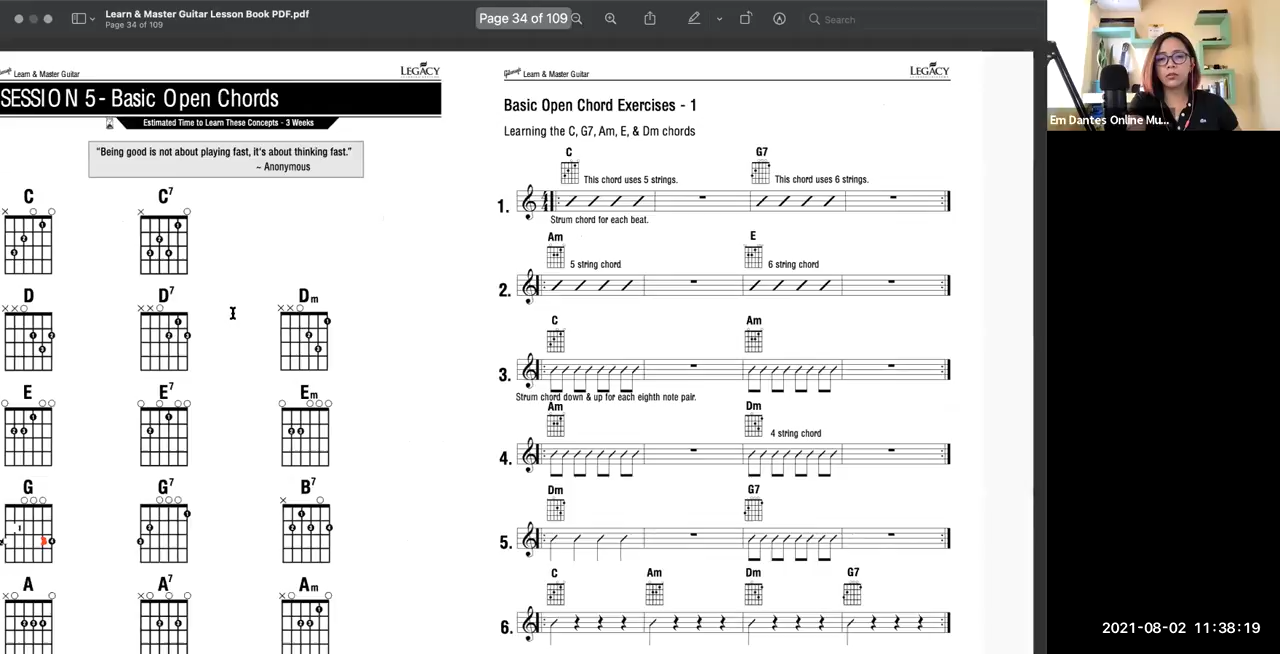 Learn & Master Guitar Lesson Book PDF.pdf
Page 34 of 109
Page 34 of 109
Search
Em Dantes Online Mu...
Learn & Master Guitar
LEGACY
SESSION 5 - Basic Open Chords
Estimated Time to Learn These Concepts - 3 Weeks
"Being good is not about playing fast, it's about thinking fast."
~ Anonymous
C C7
D D7 Dm
E E7 Em
G G7 B7
A A7 Am
Learn & Master Guitar
LEGACY
Basic Open Chord Exercises - 1
Learning the C, G7, Am, E, & Dm chords
C G7
This chord uses 5 strings. This chord uses 6 strings.
1.
Strum chord for each beat.
Am E
5 string chord 6 string chord
2.
C Am
3.
Strum chord down & up for each eighth note pair.
Am Dm
4 string chord
4.
Dm G7
5.
C Am Dm G7
6.
2021-08-02 11:38:19